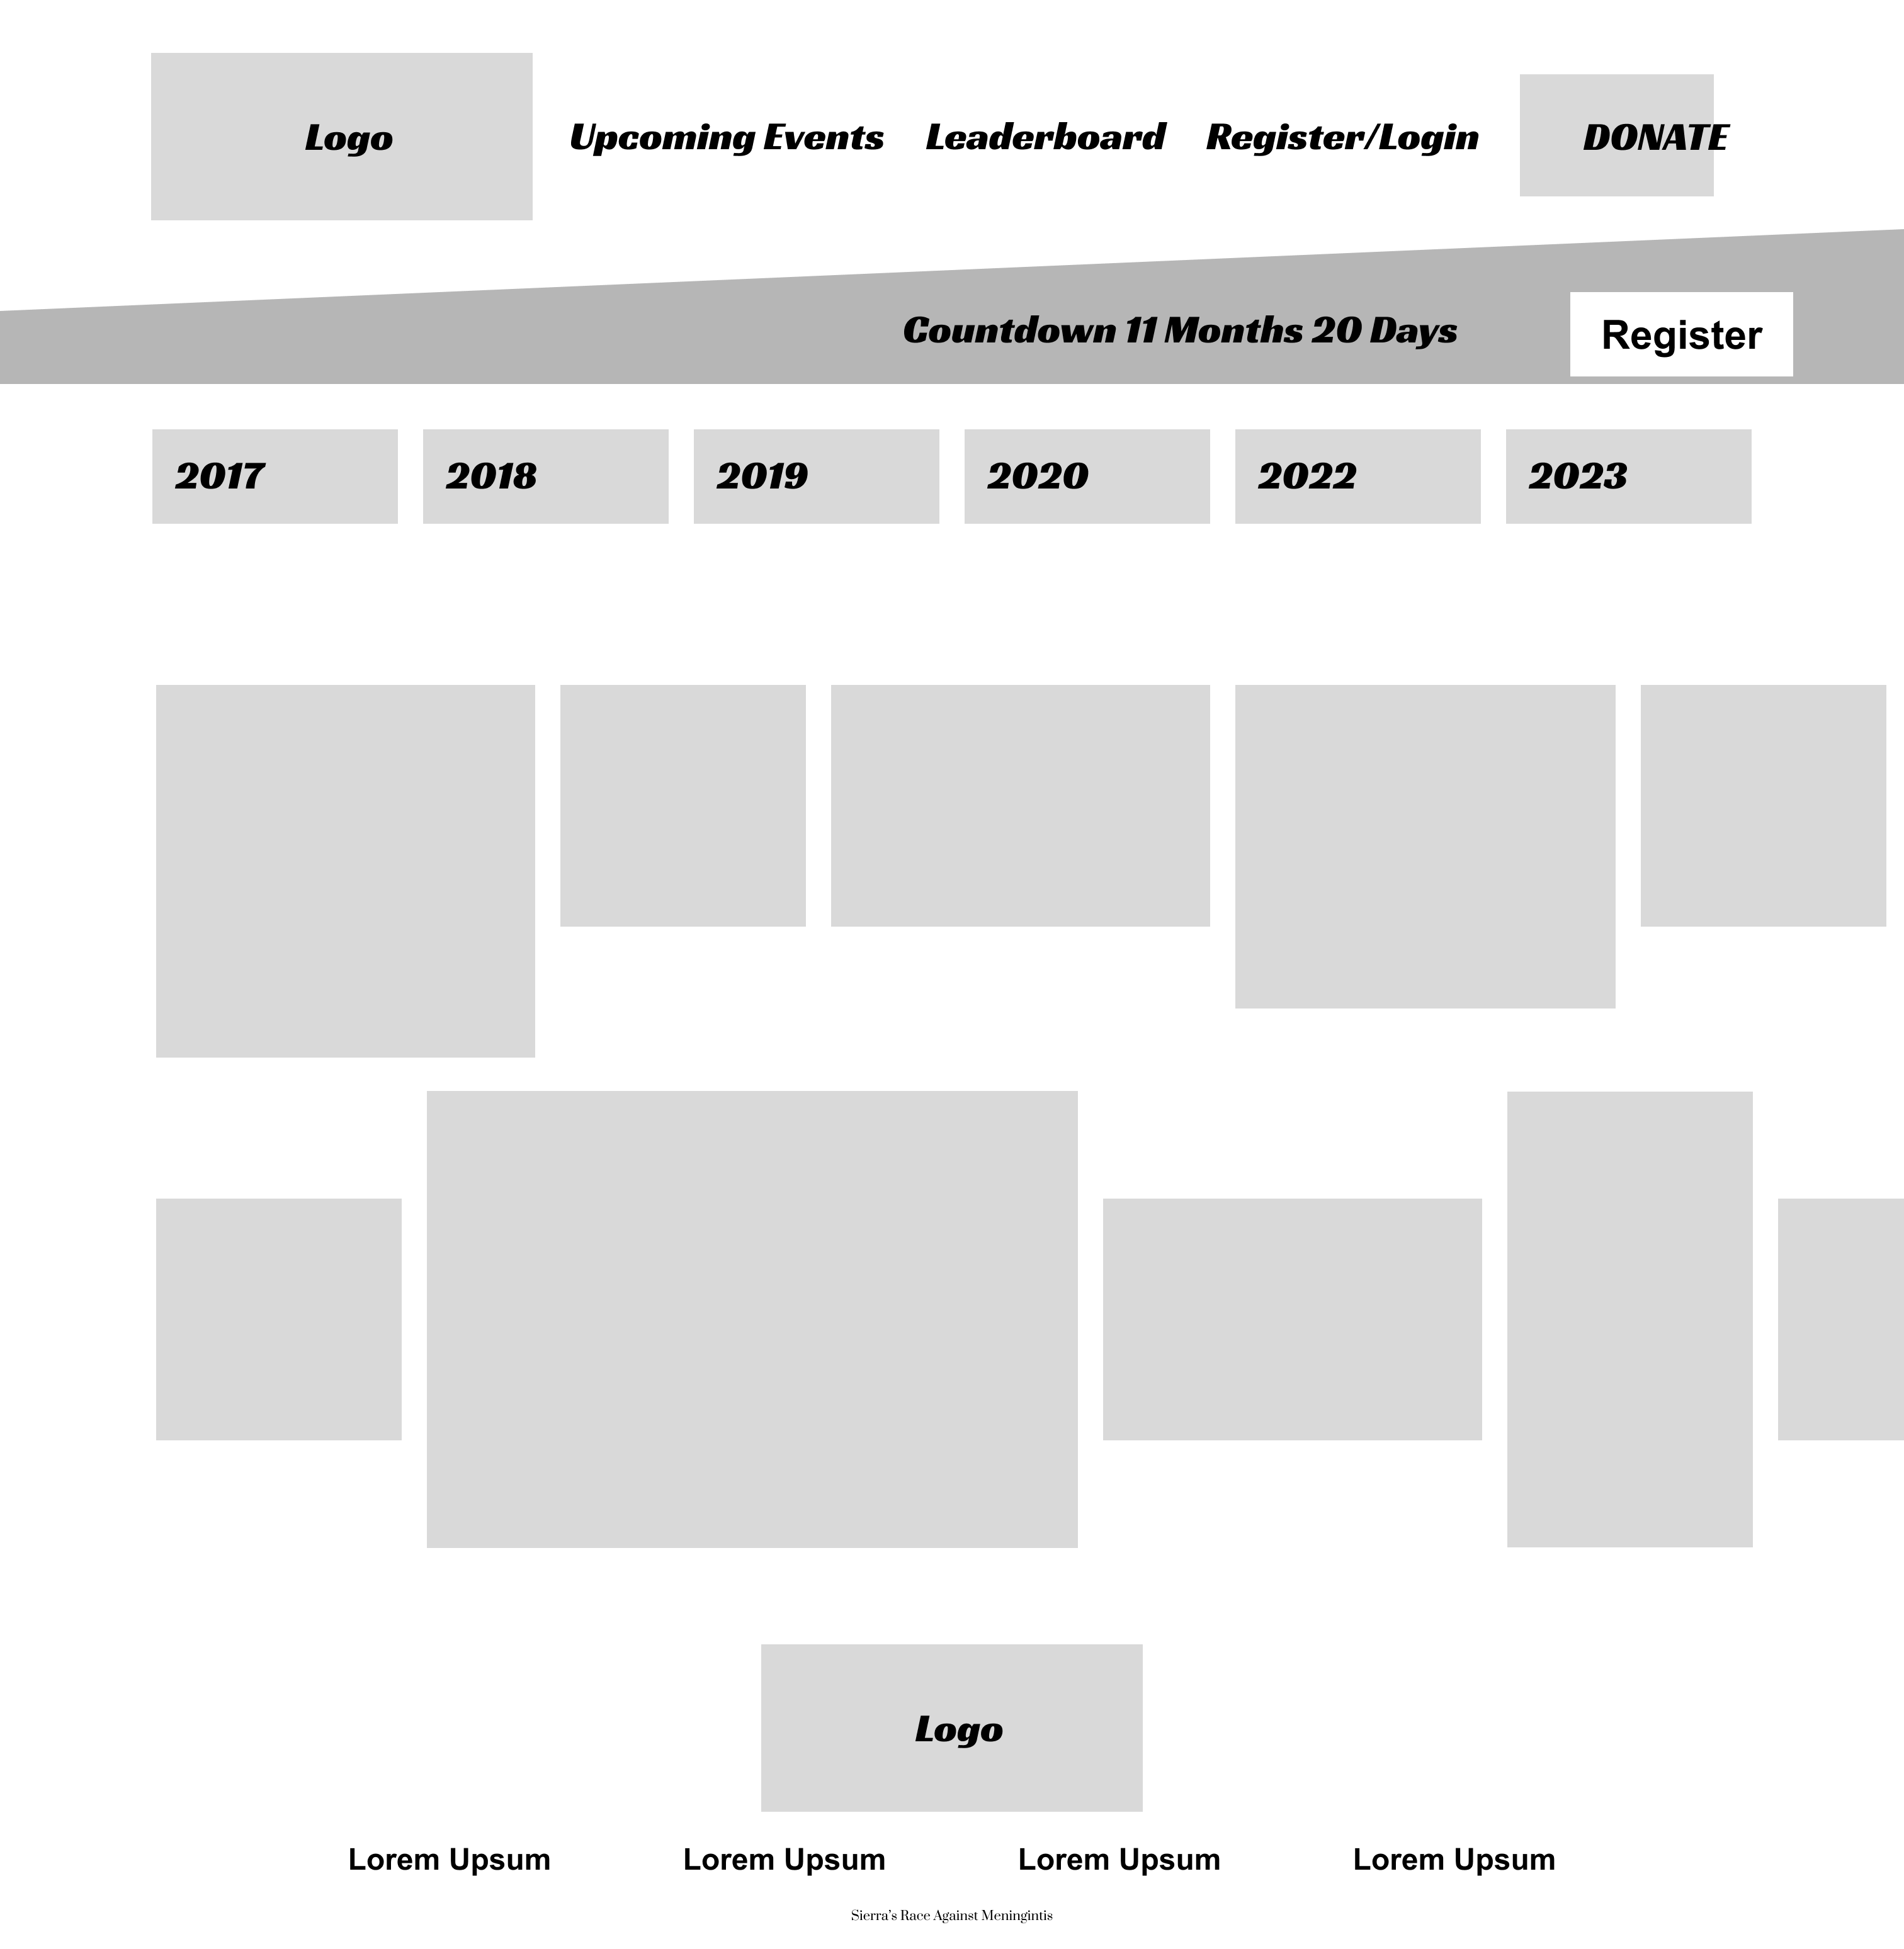 Logo
Upcoming Events
Leaderboard
Register/Login
DONATE
Countdown 11 Months 20 Days
Register
2017
2018
2019
2020
2022
2023
Logo
Lorem Upsum
Lorem Upsum
Lorem Upsum
Lorem Upsum
Sierra's Race Against Meningintis